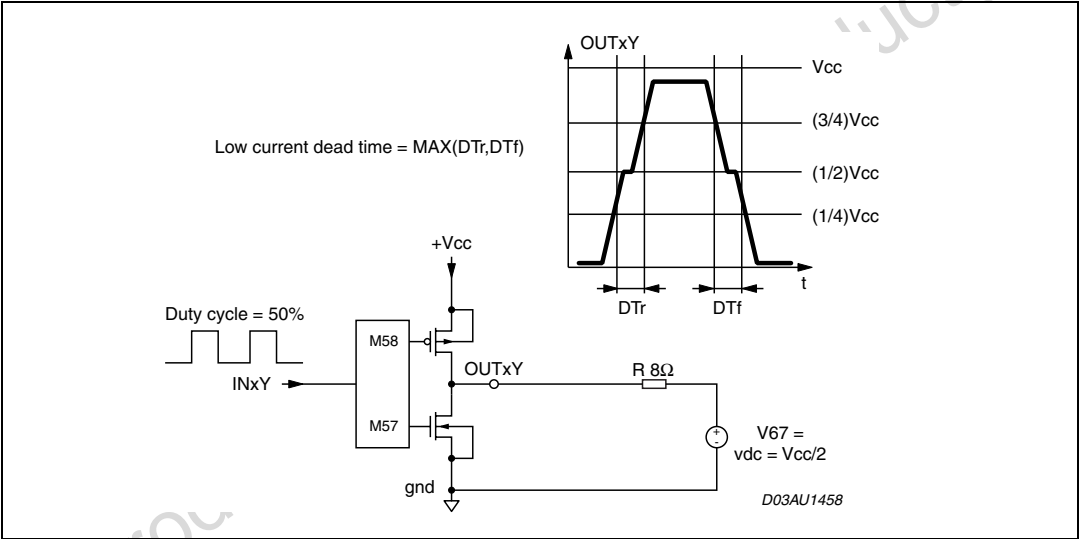 OUTxY
Vcc
(3/4)Vcc
Low current dead time = MAX(DTr,DTf)
(1/2)Vcc
(1/4)Vcc
t
DTr
DTf
+Vcc
Duty cycle = 50%
M58
INxY
OUTxY
R 8Ω
M57
+
-
V67 =
vdc = Vcc/2
gnd
D03AU1458